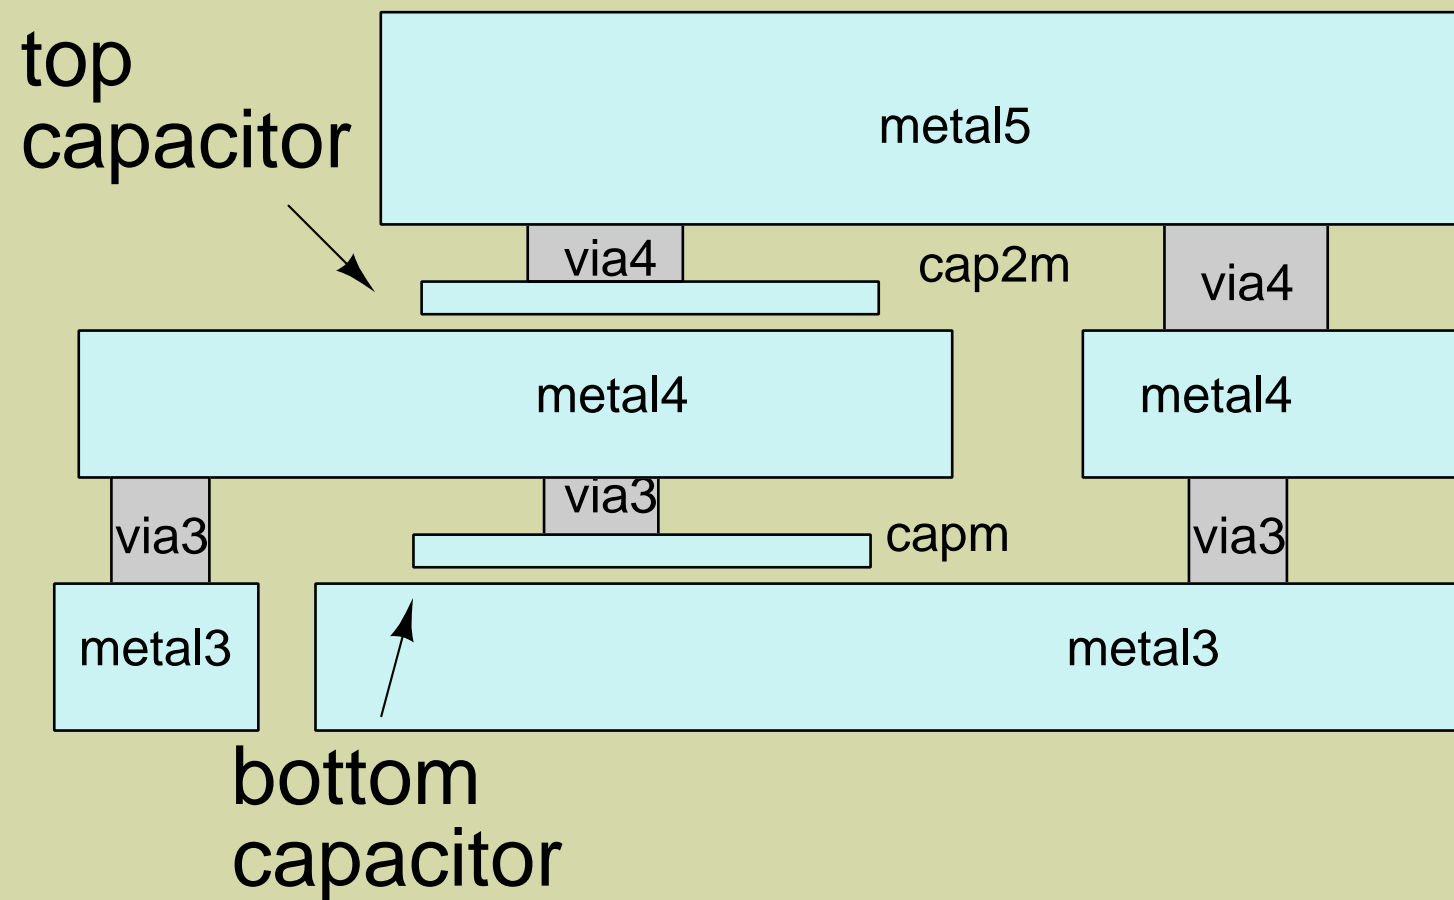 top
capacitor
metal5
via4
cap2m
via4
metal4
metal4
via3
via3
capm
via3
metal3
metal3
bottom
capacitor